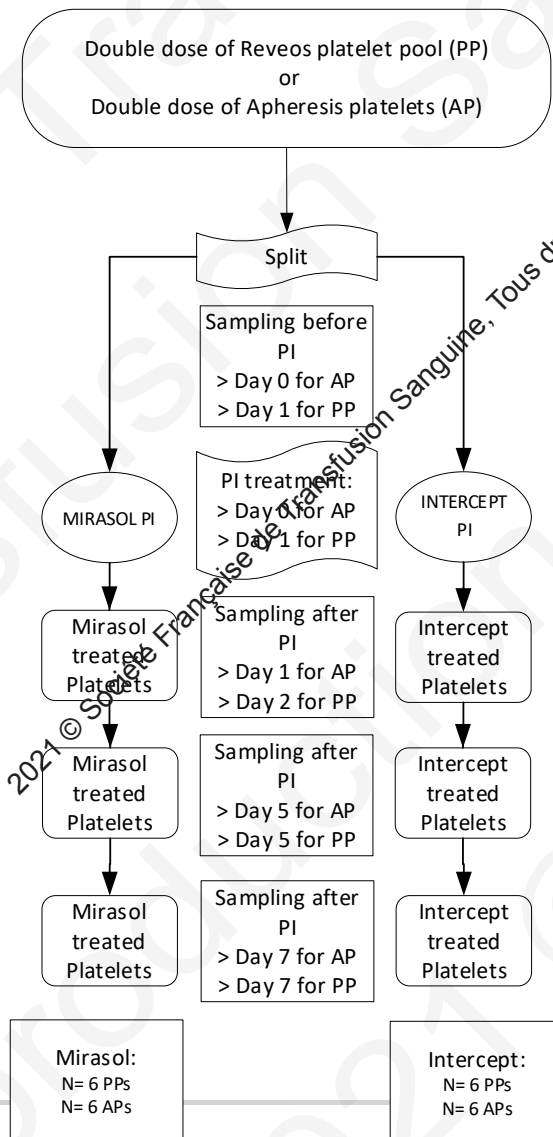 Double dose of Reveos platelet pool (PP)
or
Double dose of Apheresis platelets (AP)
Split
Sampling before
PI
> Day 0 for AP
> Day 1 for PP
MIRASOL PI
PI treatment:
> Day 0 for AP
> Day 1 for PP
INTERCEPT
PI
Mirasol
treated
Platelets
Sampling after
PI
> Day 1 for AP
> Day 2 for PP
Intercept
treated
Platelets
Mirasol
treated
Platelets
Sampling after
PI
> Day 5 for AP
> Day 5 for PP
Intercept
treated
Platelets
Mirasol
treated
Platelets
Sampling after
PI
> Day 7 for AP
> Day 7 for PP
Intercept
treated
Platelets
Mirasol:
N= 6 PPs
N= 6 APs
Intercept:
N= 6 PPs
N= 6 APs
2021 © Société Française de Transfusion Sanguine, Tous